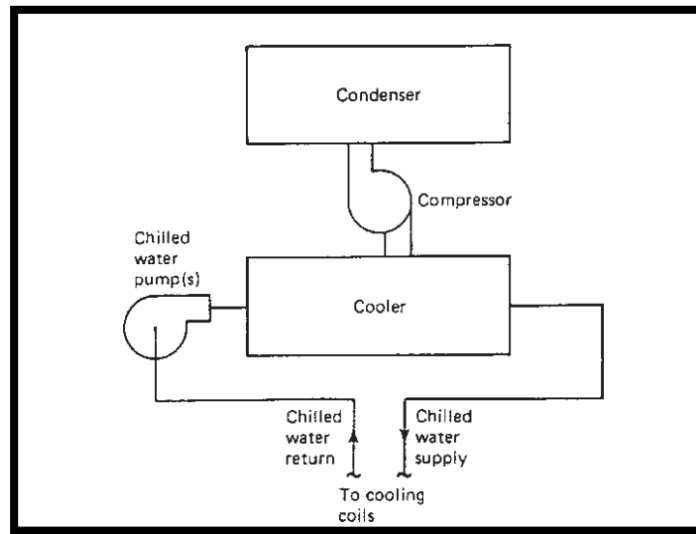 Condenser
Compressor
Chilled
water
pump(s)
Cooler
Chilled
water
return
Chilled
water
supply
To cooling
coils